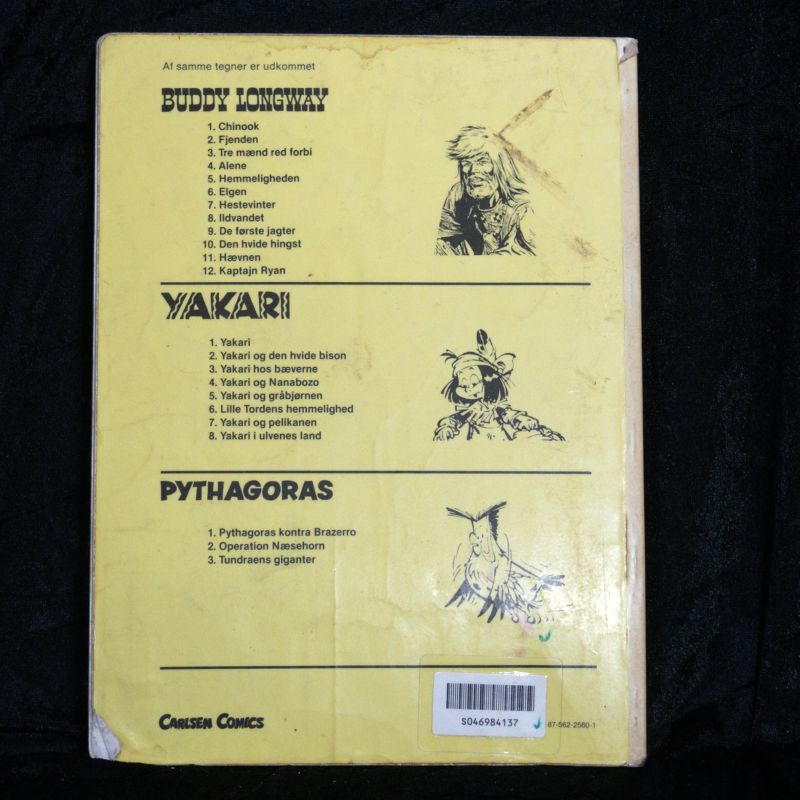 Af samme tegner er udkommet
BUDDY LONGWAY
1. Chinook
2. Fjenden
3. Tre mænd red forbi
4. Alene
5. Hemmeligheden
6. Elgen
7. Hestevinter
8. Ildvandet
9. De første jagter
10. Den hvide hingst
11. Hævnen
12. Kaptajn Ryan
YAKARI
1. Yakari
2. Yakari og den hvide bison
3. Yakari hos bæverne
4. Yakari og Nanabozo
5. Yakari og gråbjørnen
6. Lille Tordens hemmelighed
7. Yakari og pelikanen
8. Yakari i ulvenes land
PYTHAGORAS
1. Pythagoras kontra Brazerro
2. Operation Næsehorn
3. Tundraens giganter
CARLSEN COMICS
S046984137
87-562-2560-1